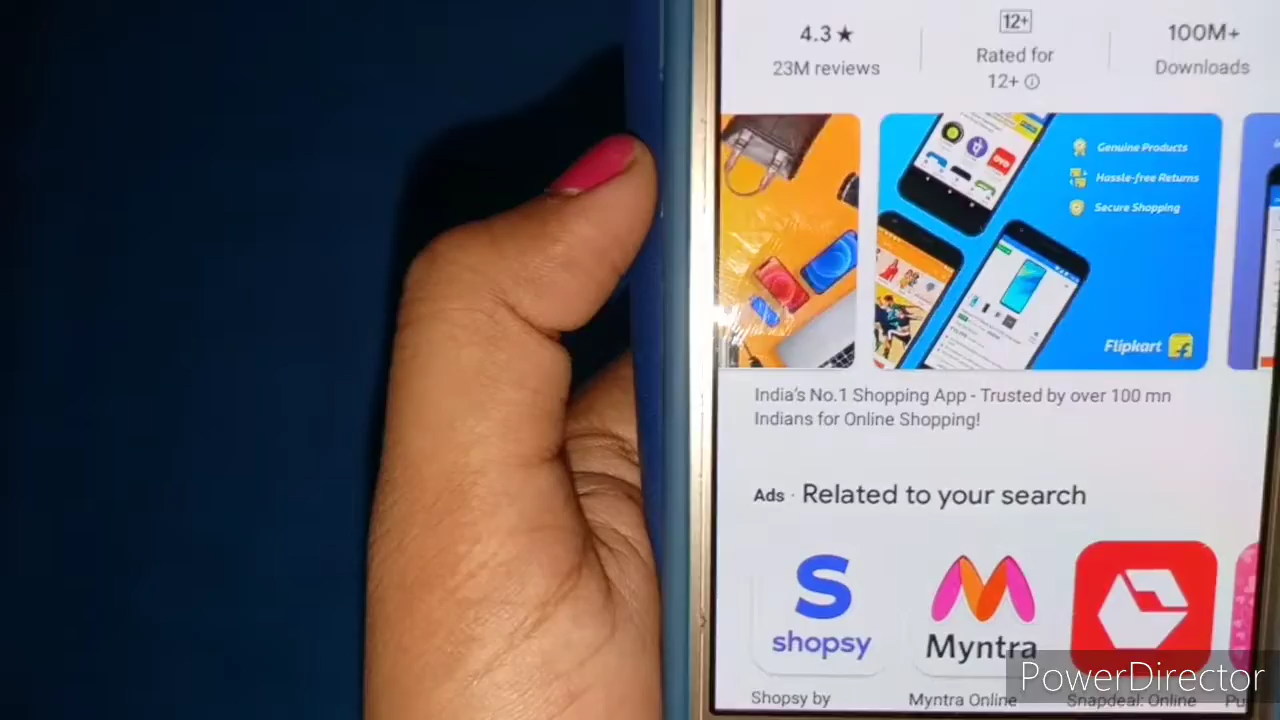 4.3 ★
23M reviews
12+
Rated for
12+
100M+
Downloads
Genuine Products
Hassle-free Returns
Secure Shopping
Flipkart
India's No.1 Shopping App - Trusted by over 100 mn
Indians for Online Shopping!
Ads · Related to your search
shopsy
Myntra
Shopsy by
Myntra Online
Snapdeal: Online
PowerDirector